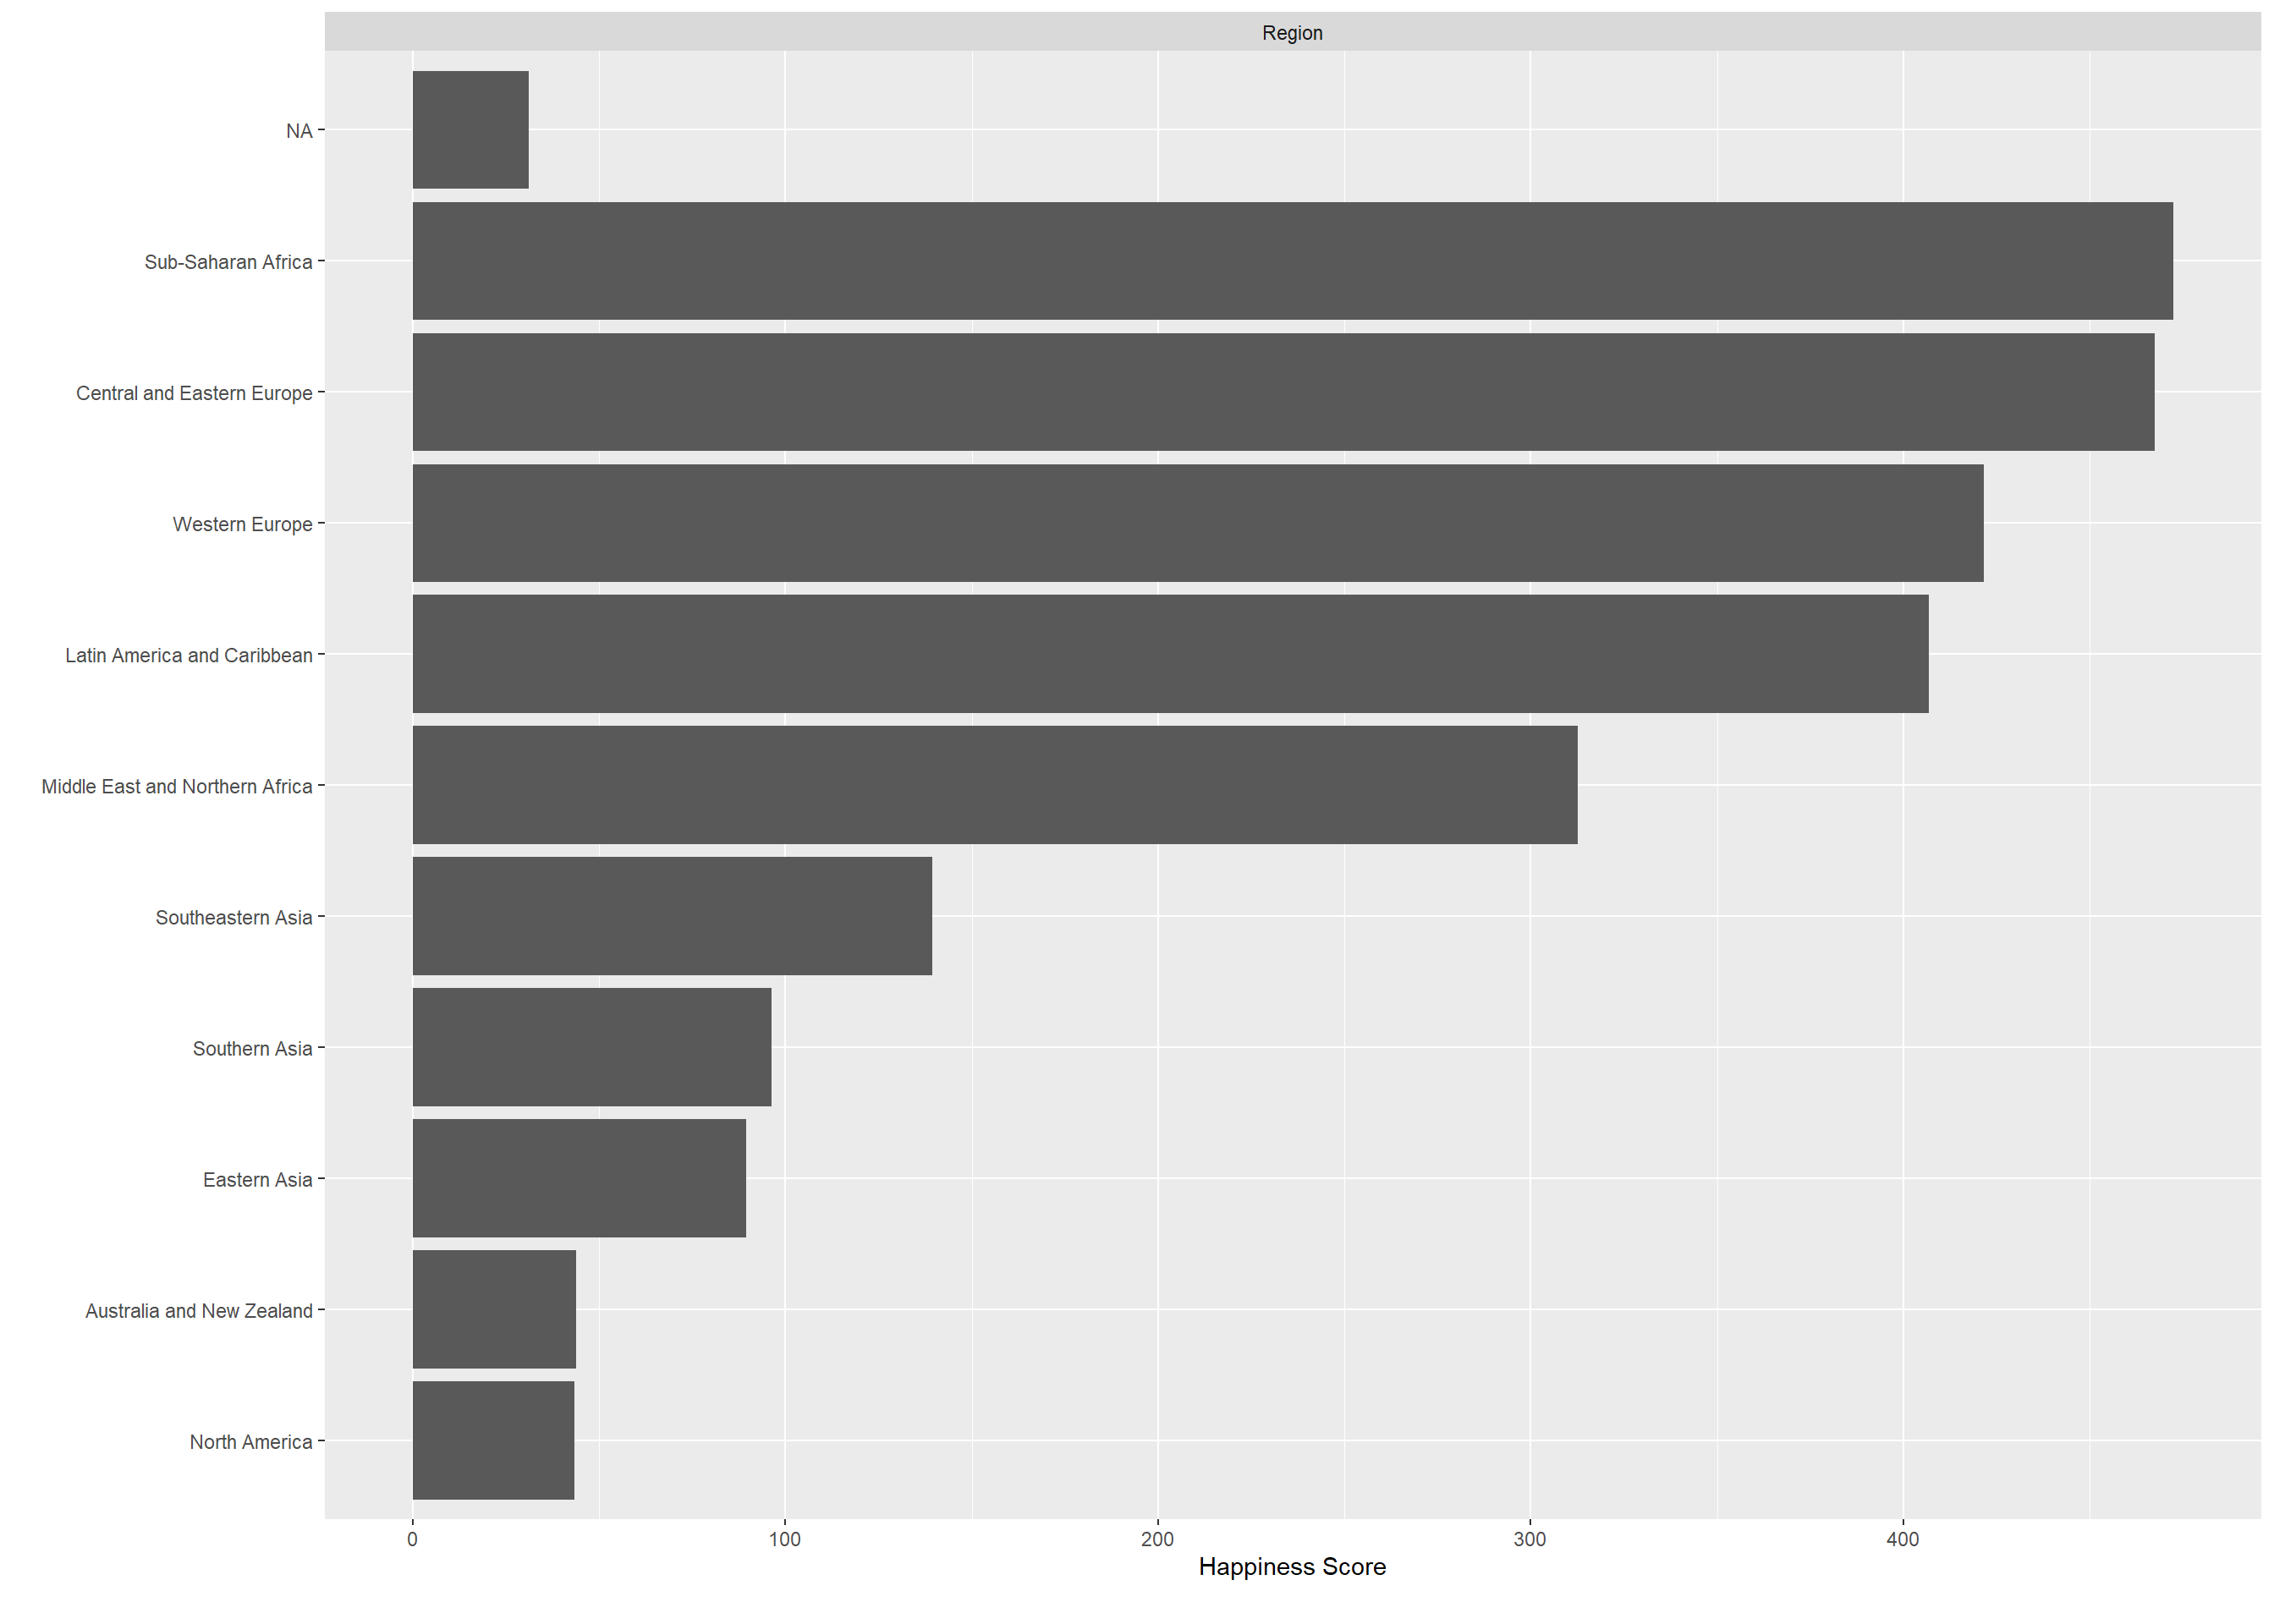 Region
NA
Sub-Saharan Africa
Central and Eastern Europe
Western Europe
Latin America and Caribbean
Middle East and Northern Africa
Southeastern Asia
Southern Asia
Eastern Asia
Australia and New Zealand
North America
0 100 200 300 400
Happiness Score